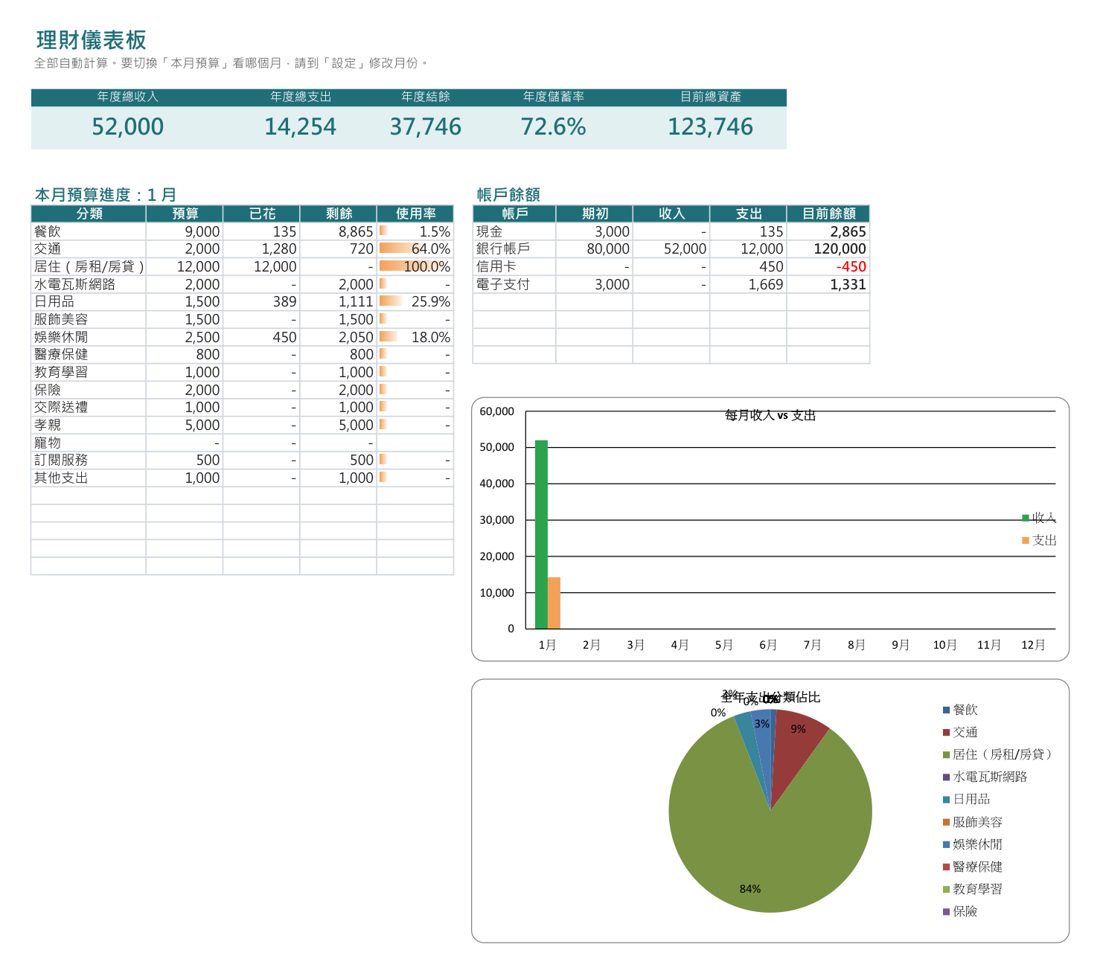 理財儀表板
全部自動計算。要切換「本月預算」看哪個月，請到「設定」修改月份。
年度總收入 年度總支出 年度結餘 年度儲蓄率 目前總資產
52,000 14,254 37,746 72.6% 123,746
本月預算進度：1 月
分類 預算 已花 剩餘 使用率
餐飲 9,000 135 8,865 1.5%
交通 2,000 1,280 720 64.0%
居住（房租/房貸） 12,000 12,000 - 100.0%
水電瓦斯網路 2,000 - 2,000 -
日用品 1,500 389 1,111 25.9%
服飾美容 1,500 - 1,500 -
娛樂休閒 2,500 450 2,050 18.0%
醫療保健 800 - 800 -
教育學習 1,000 - 1,000 -
保險 2,000 - 2,000 -
交際送禮 1,000 - 1,000 -
孝親 5,000 - 5,000 -
寵物 - - -
訂閱服務 500 - 500 -
其他支出 1,000 - 1,000 -
帳戶餘額
帳戶 期初 收入 支出 目前餘額
現金 3,000 - 135 2,865
銀行帳戶 80,000 52,000 12,000 120,000
信用卡 - - 450 -450
電子支付 3,000 - 1,669 1,331
每月收入 vs 支出
60,000
50,000
40,000
30,000
20,000
10,000
0
1月 2月 3月 4月 5月 6月 7月 8月 9月 10月 11月 12月
收入
支出
全年支出分類佔比
3% 0% 0%
0%
3%
9%
84%
餐飲
交通
居住（房租/房貸）
水電瓦斯網路
日用品
服飾美容
娛樂休閒
醫療保健
教育學習
保險